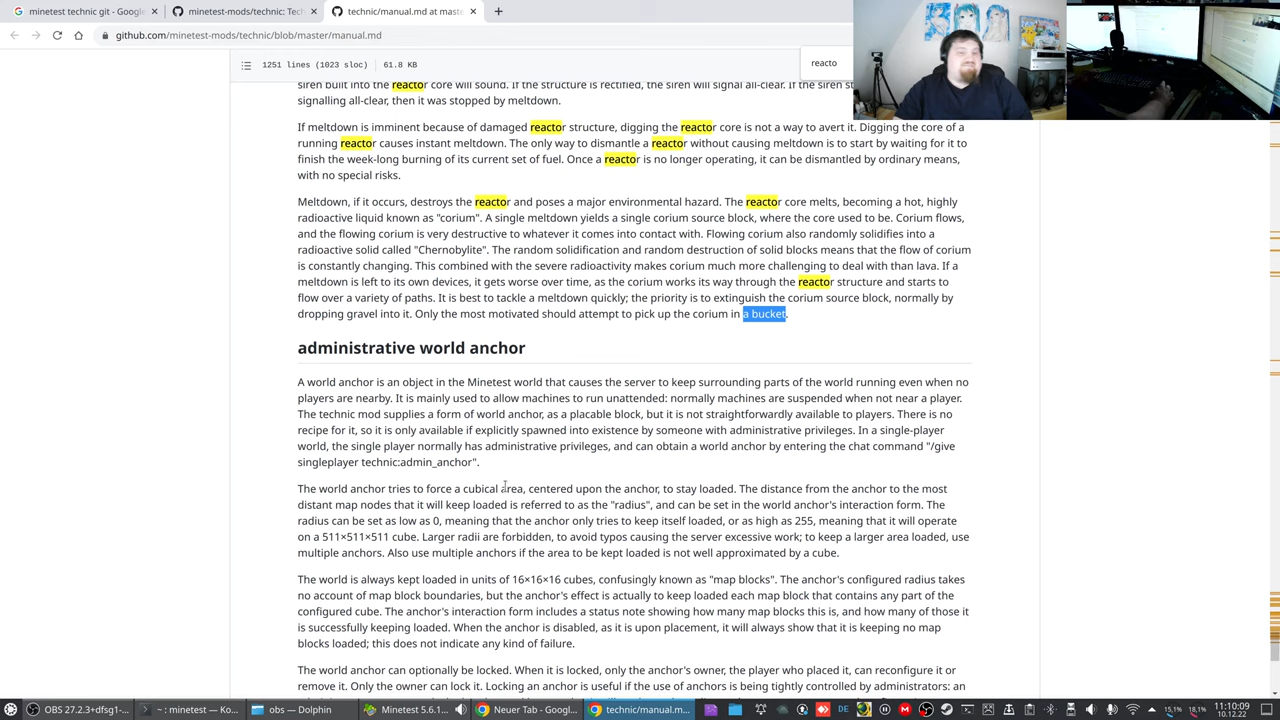 minetest technic git - Google
minetest-mods/technic: Tec
technic/manual.md at maste
github.com/minetest-mods/technic/blob/master/manual.md
reacto
siren built into the reactor core will sound. If the structure is rectified, the siren will signal all-clear. If the siren
signalling all-clear, then it was stopped by meltdown.
If meltdown is imminent because of damaged reactor structure, digging the reactor core is not a way to avert it. Digging the core of a
running reactor causes instant meltdown. The only way to dismantle a reactor without causing meltdown is to start by waiting for it to
finish the week-long burning of its current set of fuel. Once a reactor is no longer operating, it can be dismantled by ordinary means,
with no special risks.
Meltdown, if it occurs, destroys the reactor and poses a major environmental hazard. The reactor core melts, becoming a hot, highly
radioactive liquid known as "corium". A single meltdown yields a single corium source block, where the core used to be. Corium flows,
and the flowing corium is very destructive to whatever it comes into contact with. Flowing corium also randomly solidifies into a
radioactive solid called "Chernobylite". The random solidification and random destruction of solid blocks means that the flow of corium
is constantly changing. This combined with the severe radioactivity makes corium much more challenging to deal with than lava. If a
meltdown is left to its own devices, it gets worse over time, as the corium works its way through the reactor structure and starts to
flow over a variety of paths. It is best to tackle a meltdown quickly; the priority is to extinguish the corium source block, normally by
dropping gravel into it. Only the most motivated should attempt to pick up the corium in a bucket.
administrative world anchor
A world anchor is an object in the Minetest world that causes the server to keep surrounding parts of the world running even when no
players are nearby. It is mainly used to allow machines to run unattended: normally machines are suspended when not near a player.
The technic mod supplies a form of world anchor, as a placable block, but it is not straightforwardly available to players. There is no
recipe for it, so it is only available if explicitly spawned into existence by someone with administrative privileges. In a single-player
world, the single player normally has administrative privileges, and can obtain a world anchor by entering the chat command "/give
singleplayer technic:admin_anchor".
The world anchor tries to force a cubical area, centered upon the anchor, to stay loaded. The distance from the anchor to the most
distant map nodes that it will keep loaded is referred to as the "radius", and can be set in the world anchor's interaction form. The
radius can be set as low as 0, meaning that the anchor only tries to keep itself loaded, or as high as 255, meaning that it will operate
on a 511×511×511 cube. Larger radii are forbidden, to avoid typos causing the server excessive work; to keep a larger area loaded, use
multiple anchors. Also use multiple anchors if the area to be kept loaded is not well approximated by a cube.
The world is always kept loaded in units of 16×16×16 cubes, confusingly known as "map blocks". The anchor's configured radius takes
no account of map block boundaries, but the anchor's effect is actually to keep loaded each map block that contains any part of the
configured cube. The anchor's interaction form includes a status note showing how many map blocks this is, and how many of those it
is successfully keeping loaded. When the anchor is disabled, as it is upon placement, it will always show that it is keeping no map
blocks loaded; this does not indicate any kind of failure.
The world anchor can optionally be locked. When it is locked, only the anchor's owner, the player who placed it, can reconfigure it or
remove it. Only the owner can lock it. Locking an anchor is useful if the use of anchors is being tightly controlled by administrators: an
OBS 27.2.3+dfsg1-...
: minetest — Ko...
mods — Dolphin
Minetest 5.6.1...
Neuer Tab - Googl...
technic/manual.m...
DE
15,1%
18,1%
11:10:09
10.12.22